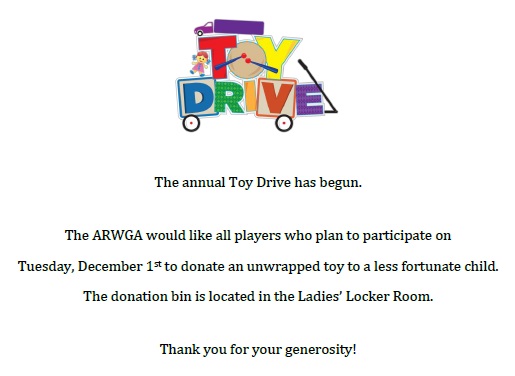 TOY
DRIVE
The annual Toy Drive has begun.
The ARWGA would like all players who plan to participate on
Tuesday, December 1st to donate an unwrapped toy to a less fortunate child.
The donation bin is located in the Ladies’ Locker Room.
Thank you for your generosity!